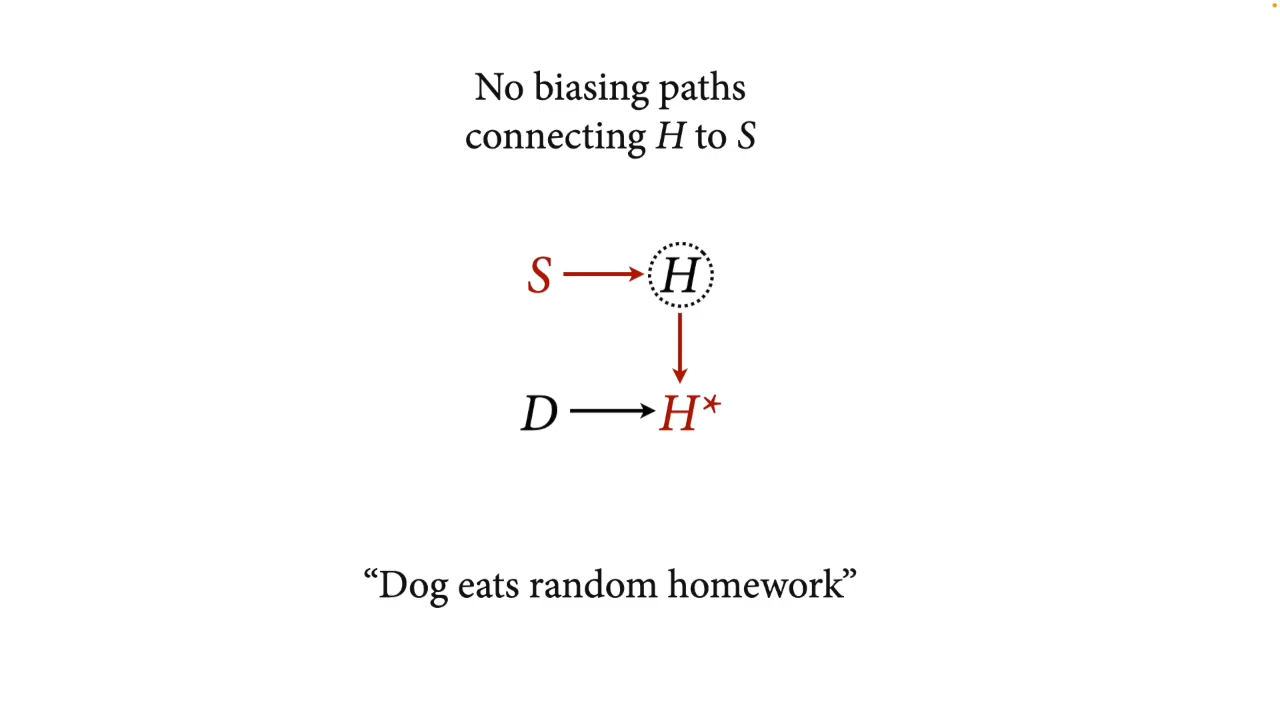 No biasing paths
connecting H to S
S H
D H*
“Dog eats random homework”